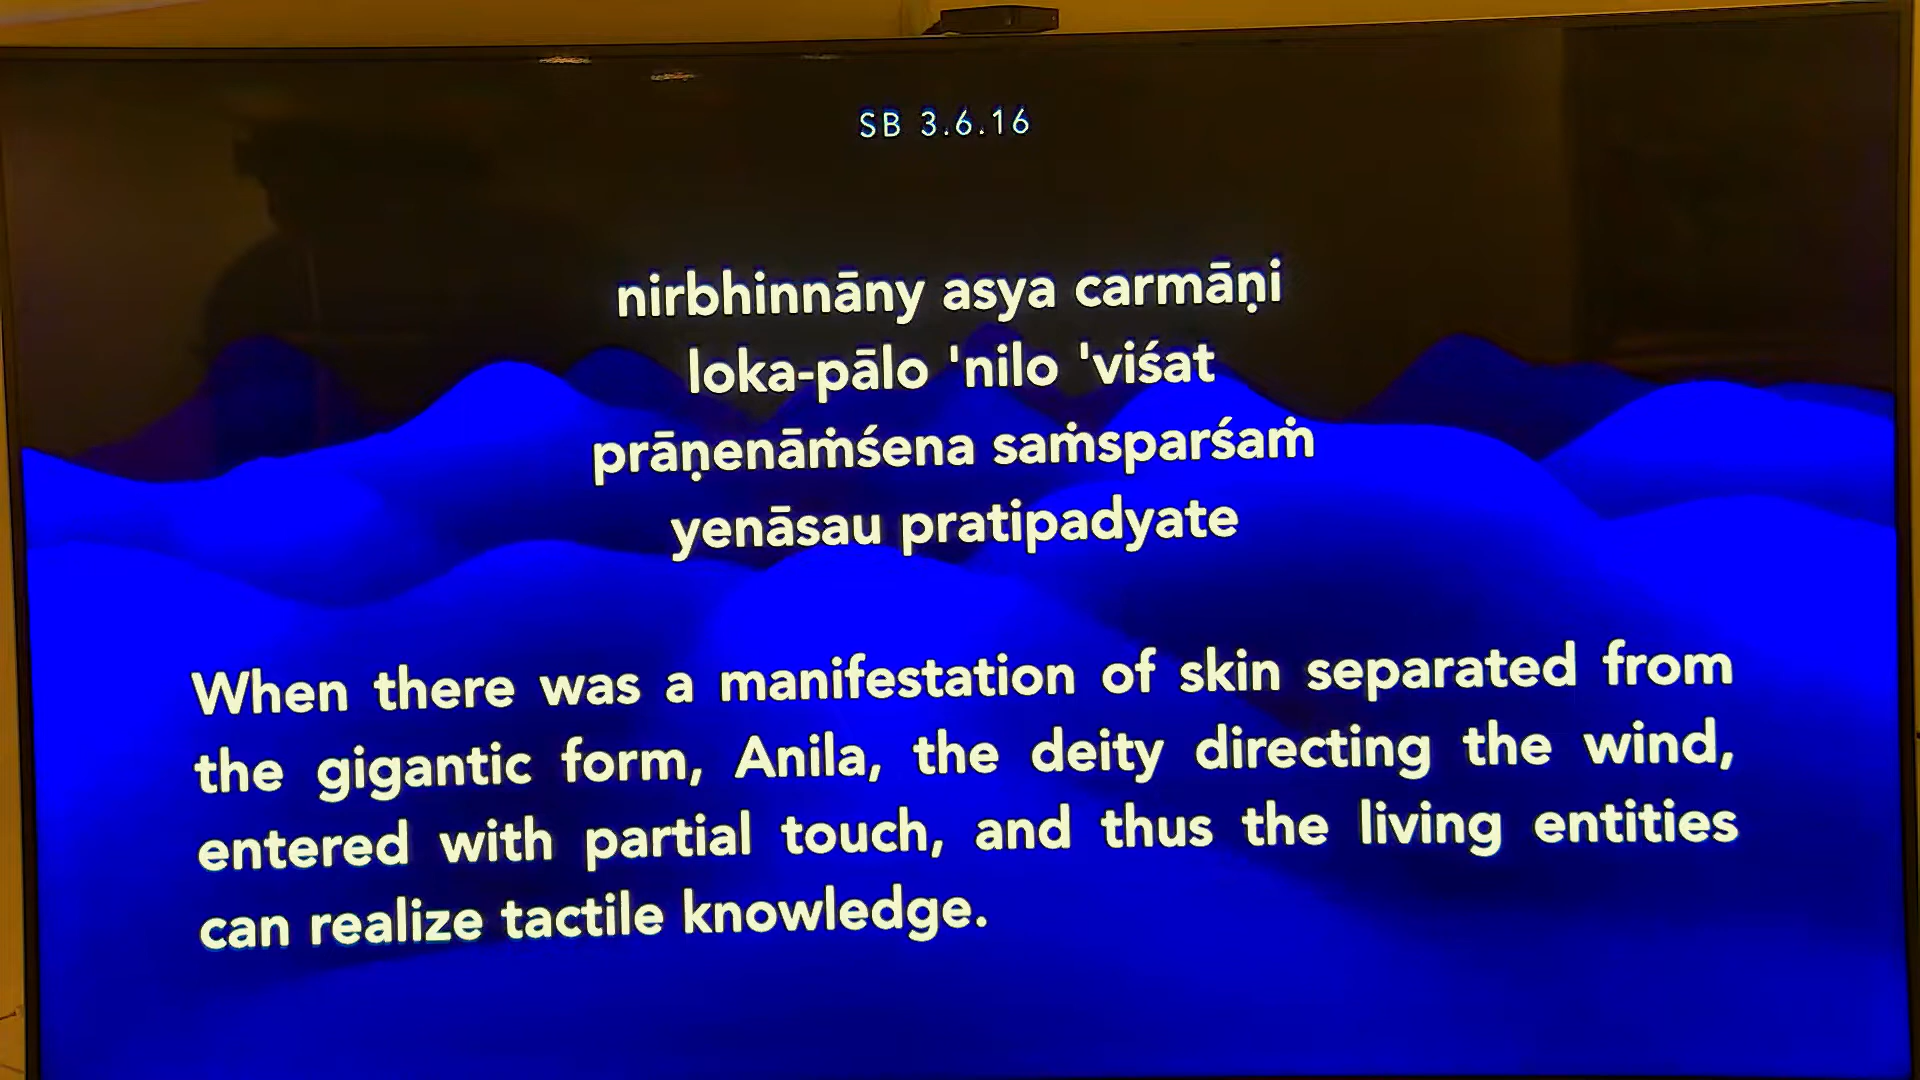 SB 3.6.16
nirbhinnāny asya carmāṇi
loka-pālo 'nilo 'viśat
prāṇenāṁśena saṁsparśaṁ
yenāsau pratipadyate
When there was a manifestation of skin separated from
the gigantic form, Anila, the deity directing the wind,
entered with partial touch, and thus the living entities
can realize tactile knowledge.